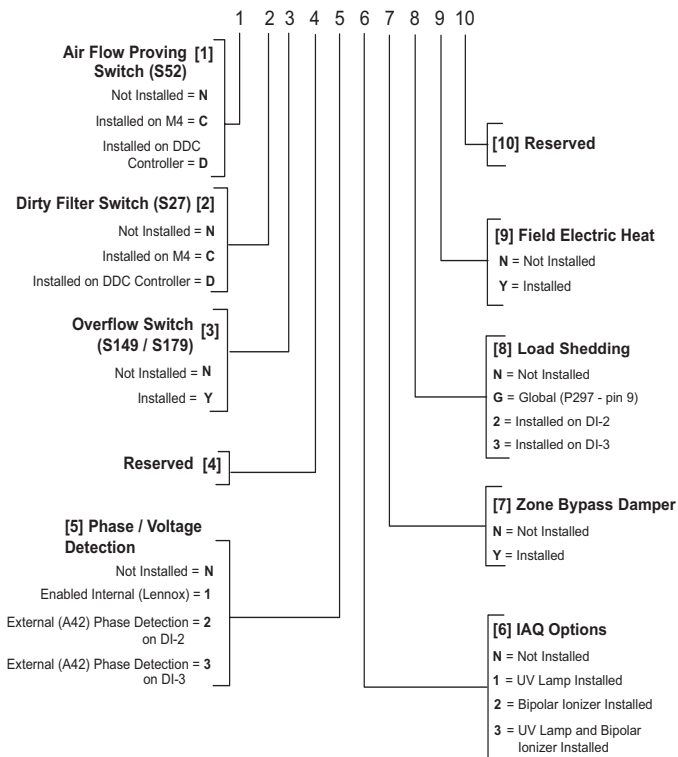 1 2 3 4 5 6 7 8 9 10
Air Flow Proving [1]
Switch (S52)
Not Installed = N
Installed on M4 = C
Installed on DDC
Controller = D
Dirty Filter Switch (S27) [2]
Not Installed = N
Installed on M4 = C
Installed on DDC Controller = D
Overflow Switch [3]
(S149 / S179)
Not Installed = N
Installed = Y
Reserved [4]
[5] Phase / Voltage
Detection
Not Installed = N
Enabled Internal (Lennox) = 1
External (A42) Phase Detection = 2
on DI-2
External (A42) Phase Detection = 3
on DI-3
[10] Reserved
[9] Field Electric Heat
N = Not Installed
Y = Installed
[8] Load Shedding
N = Not Installed
G = Global (P297 - pin 9)
2 = Installed on DI-2
3 = Installed on DI-3
[7] Zone Bypass Damper
N = Not Installed
Y = Installed
[6] IAQ Options
N = Not Installed
1 = UV Lamp Installed
2 = Bipolar Ionizer Installed
3 = UV Lamp and Bipolar
Ionizer Installed